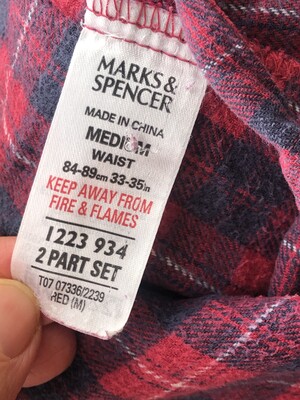 MARKS &
SPENCER
MADE IN CHINA
MEDIUM
WAIST
84-89cm 33-35in
KEEP AWAY FROM
FIRE & FLAMES
1223 934
2 PART SET
T07 07336/2239
RED (M)